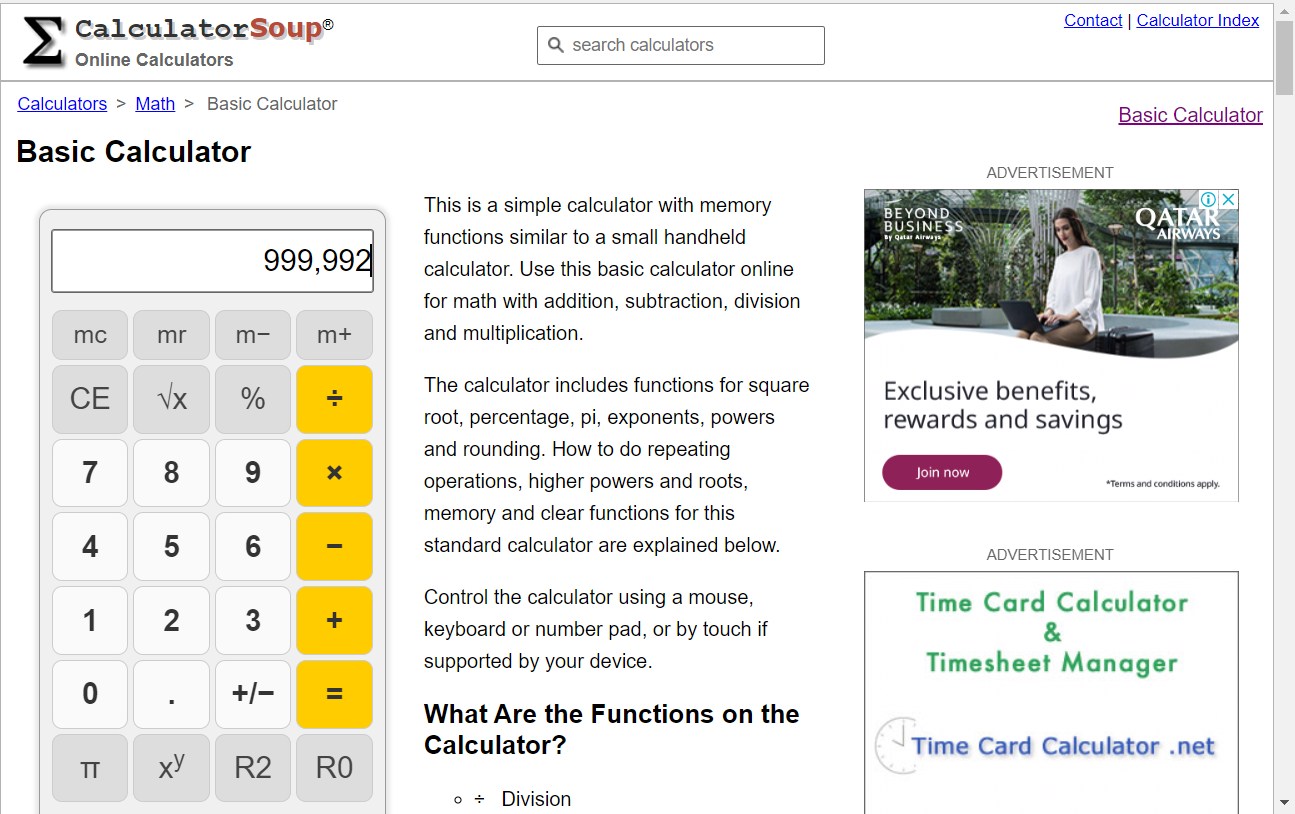 CalculatorSoup®
Online Calculators
search calculators
Contact | Calculator Index
Calculators > Math > Basic Calculator
Basic Calculator
Basic Calculator
999,992
mc mr m− m+
CE √x % ÷
7 8 9 ×
4 5 6 −
1 2 3 +
0 . +/− =
π xʸ R2 R0
This is a simple calculator with memory
functions similar to a small handheld
calculator. Use this basic calculator online
for math with addition, subtraction, division
and multiplication.
The calculator includes functions for square
root, percentage, pi, exponents, powers
and rounding. How to do repeating
operations, higher powers and roots,
memory and clear functions for this
standard calculator are explained below.
Control the calculator using a mouse,
keyboard or number pad, or by touch if
supported by your device.
What Are the Functions on the
Calculator?
÷ Division
ADVERTISEMENT
BEYOND
BUSINESS
By Qatar Airways
QATAR
AIRWAYS
Exclusive benefits,
rewards and savings
Join now
*Terms and conditions apply.
ADVERTISEMENT
Time Card Calculator
&
Timesheet Manager
Time Card Calculator .net